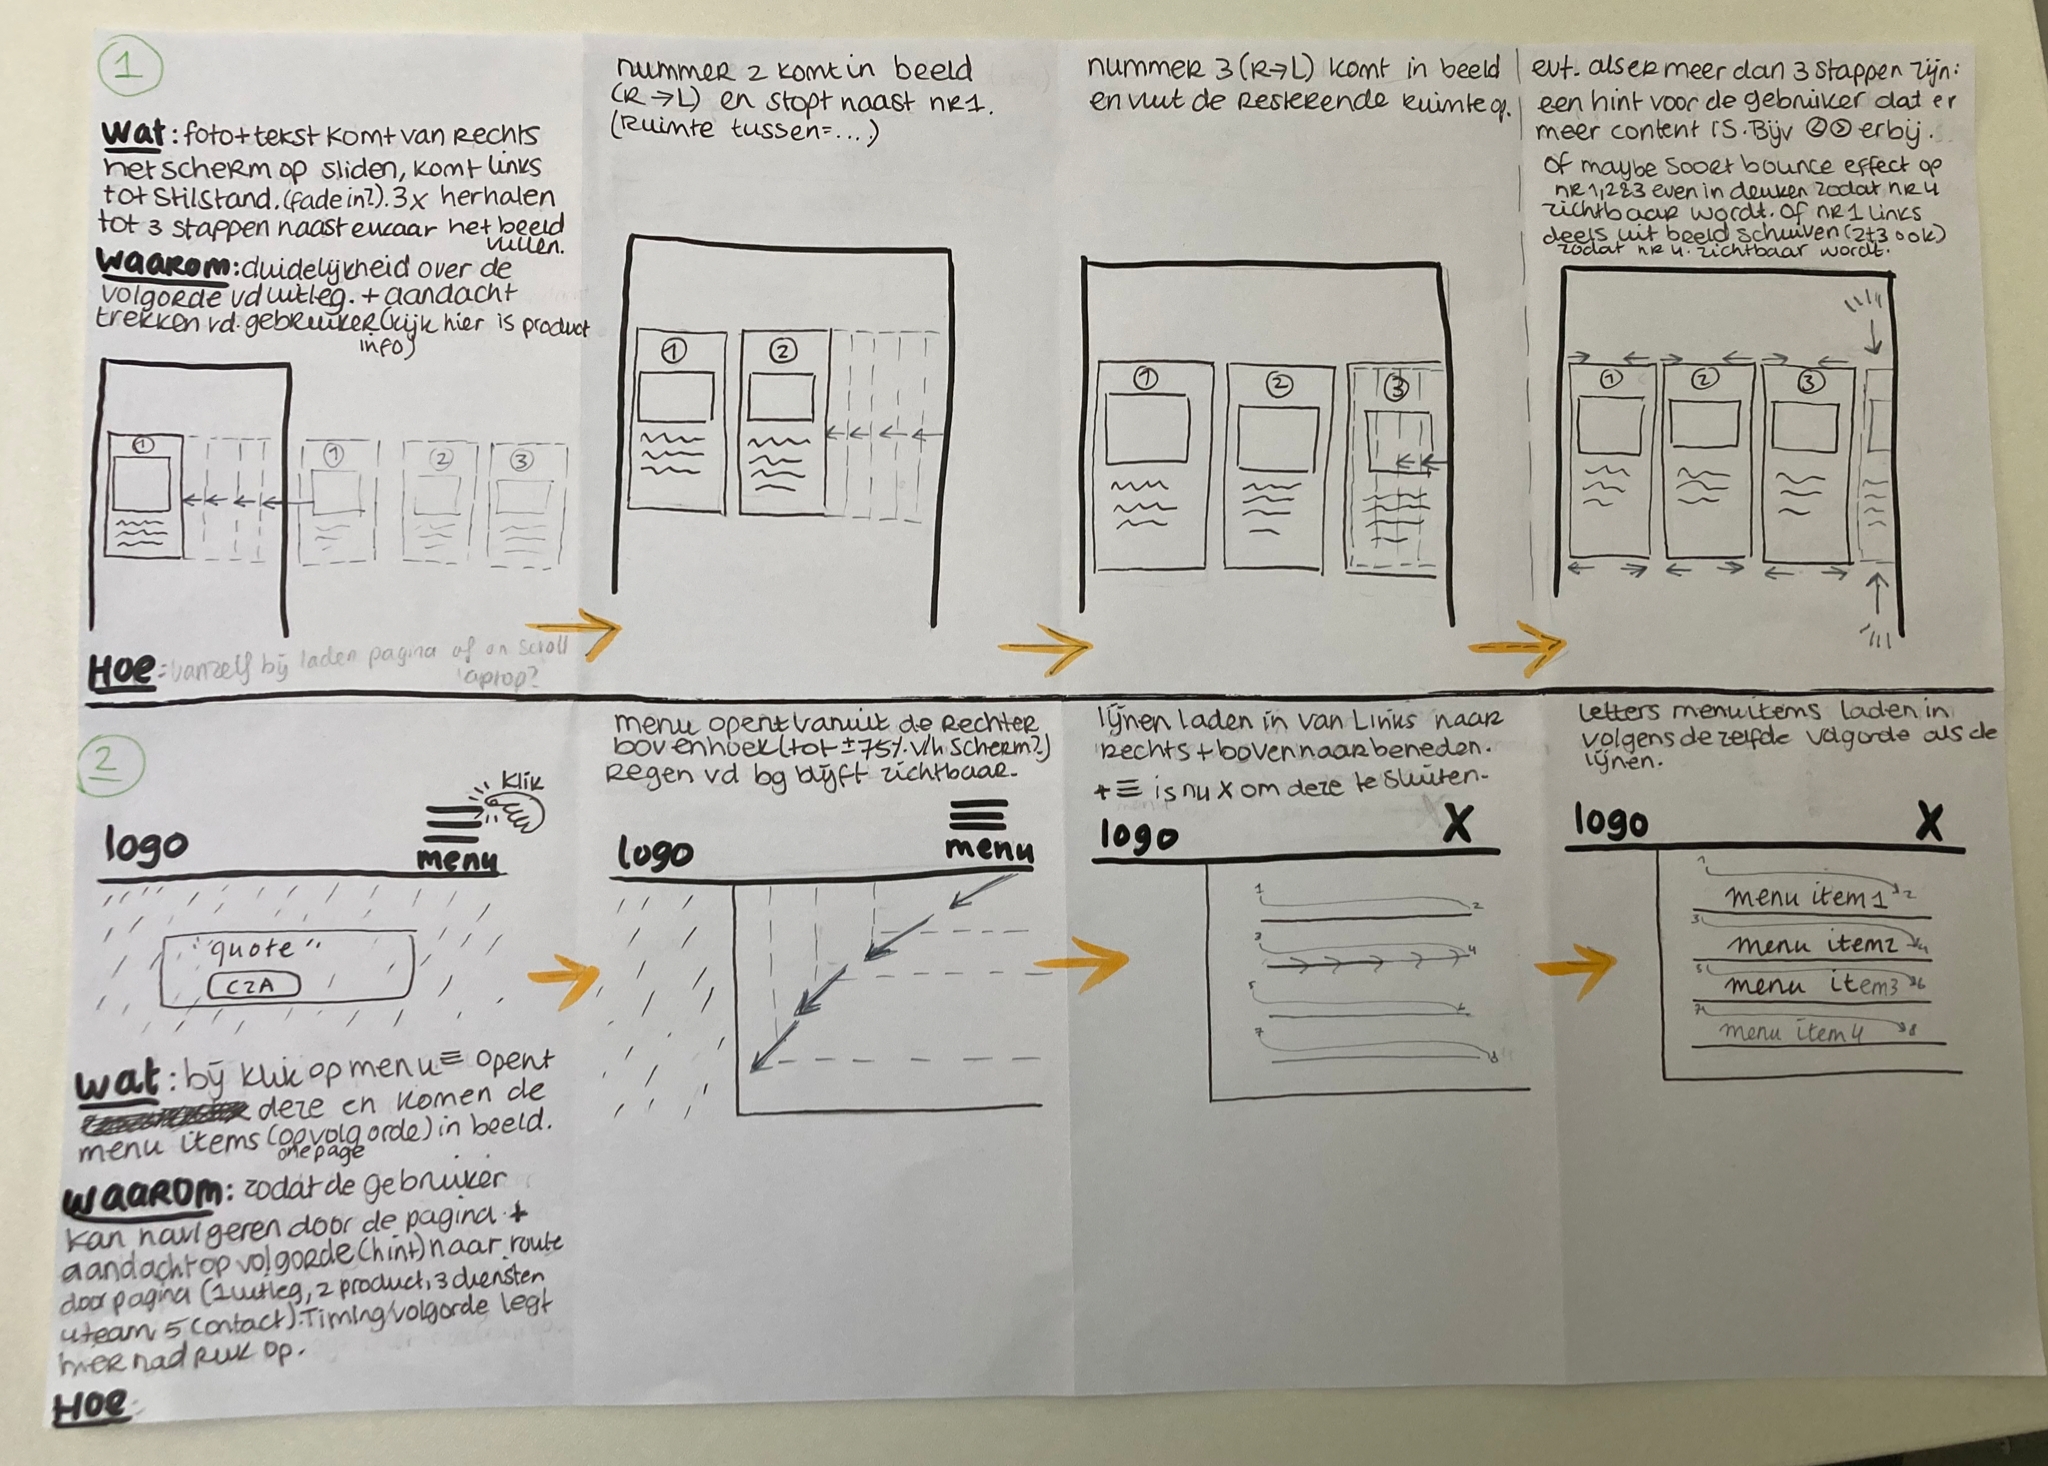 1
Wat: foto + tekst komt van rechts
het scherm op sliden, komt links
tot stilstand. (fade in?). 3x herhalen
tot 3 stappen naast elkaar het beeld
vullen.
Waarom: duidelijkheid over de
volgorde vd uitleg. + aandacht
trekken vd. gebruiker (kijk hier is product
info)
1
1
2
3
HOE: vanzelf bij laden pagina of on scroll
laptop?
nummer 2 komt in beeld
(R→L) en stopt naast nR1.
(Ruimte tussen=...)
1
2
nummer 3 (R→L) komt in beeld
en vult de Resterende Ruimte op.
1
2
3
evt. als er meer dan 3 stappen zijn:
een hint voor de gebruiker dat er
meer content is. Bijv < > erbij.
Of maybe soort bounce effect op
nR 1,2&3 even in deuken zodat nR 4
zichtbaar wordt. Of nR 1 links
deels uit beeld schuiven (2+3 ook)
zodat nR 4. zichtbaar wordt.
1
2
3
2
Klik
logo
menu
"quote"
CTA
Wat: bij klik op menu ≡ opent
deze en komen de
menu items (op volgorde) in beeld.
onepage
WAAROM: zodat de gebruiker
kan navigeren door de pagina +
aandacht op volgorde (hint) naar route
door pagina (1 uitleg, 2 product, 3 diensten
4 team 5 contact). Timing/volgorde legt
hier nadruk op.
HOE:
menu opent vanuit de Rechter
bovenhoek (tot ±75% v/h scherm?)
Regen vd bg blijft zichtbaar.
logo
menu
lijnen laden in van Links naar
Rechts + boven naar beneden.
+ ≡ is nu X om deze te sluiten.
logo
X
1
2
3
4
5
6
7
8
Letters menuitems laden in
volgens dezelfde volgorde als de
lijnen.
logo
X
1
menu item1
2
3
menu item2
4
5
menu item3
6
7
menu item4
8